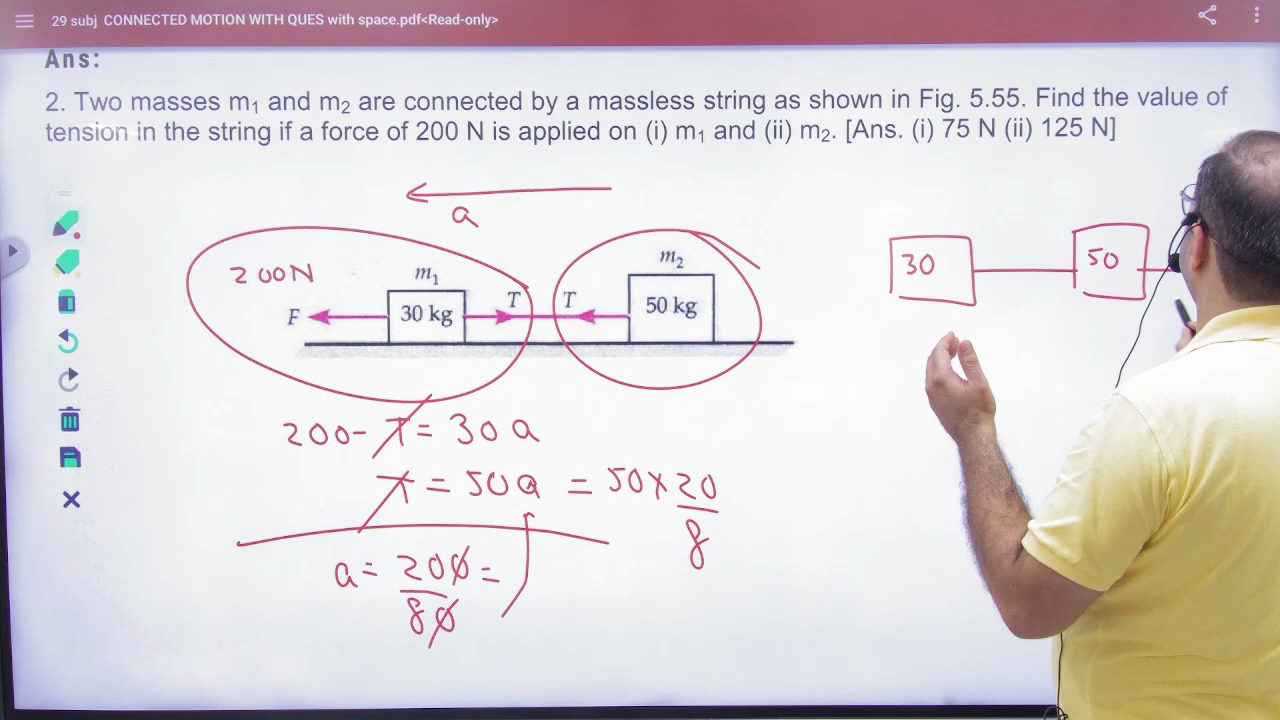 29 subj CONNECTED MOTION WITH QUES with space.pdf<Read-only>
Ans:
2. Two masses m₁ and m₂ are connected by a massless string as shown in Fig. 5.55. Find the value of
tension in the string if a force of 200 N is applied on (i) m₁ and (ii) m₂. [Ans. (i) 75 N (ii) 125 N]
a
200N
m₁
m₂
F
30 kg
T
T
50 kg
30
50
200-T=30a
T=50a=50×20/8
a=200/80=